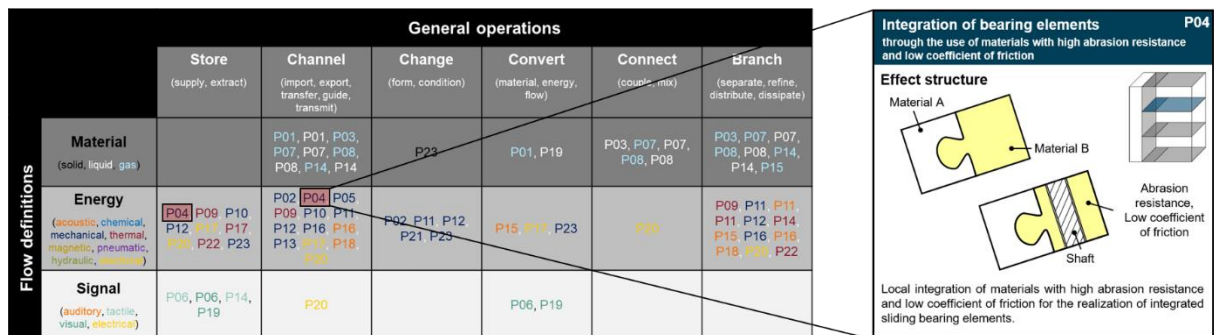 General operations
Store
(supply, extract)
Channel
(import, export,
transfer, guide,
transmit)
Change
(form, condition)
Convert
(material, energy,
flow)
Connect
(couple, mix)
Branch
(separate, refine,
distribute, dissipate)
Flow definitions
Material
(solid, liquid, gas)
P01, P01, P03,
P07, P07, P08,
P08, P14, P14
P23
P01, P19
P03, P07, P07,
P08, P08
P03, P07, P07,
P08, P08, P14,
P14, P15
Energy
(acoustic, chemical,
mechanical, thermal,
magnetic, pneumatic,
hydraulic, electrical)
P04, P09, P10,
P12, P17, P17,
P22, P23
P02, P04, P05,
P09, P10, P11,
P12, P16, P16,
P13, P17, P18,
P20
P02, P11, P12,
P21, P23
P15, P17, P23
P20
P09, P11, P11,
P11, P12, P14,
P15, P16, P16,
P18, P20, P22
Signal
(auditory, tactile,
visual, electrical)
P06, P06, P14,
P19
P20
P06, P19
Integration of bearing elements P04
through the use of materials with high abrasion resistance
and low coefficient of friction
Effect structure
Material A
Material B
Abrasion
resistance,
Low coefficient
of friction
Shaft
Local integration of materials with high abrasion resistance
and low coefficient of friction for the realization of integrated
sliding bearing elements.